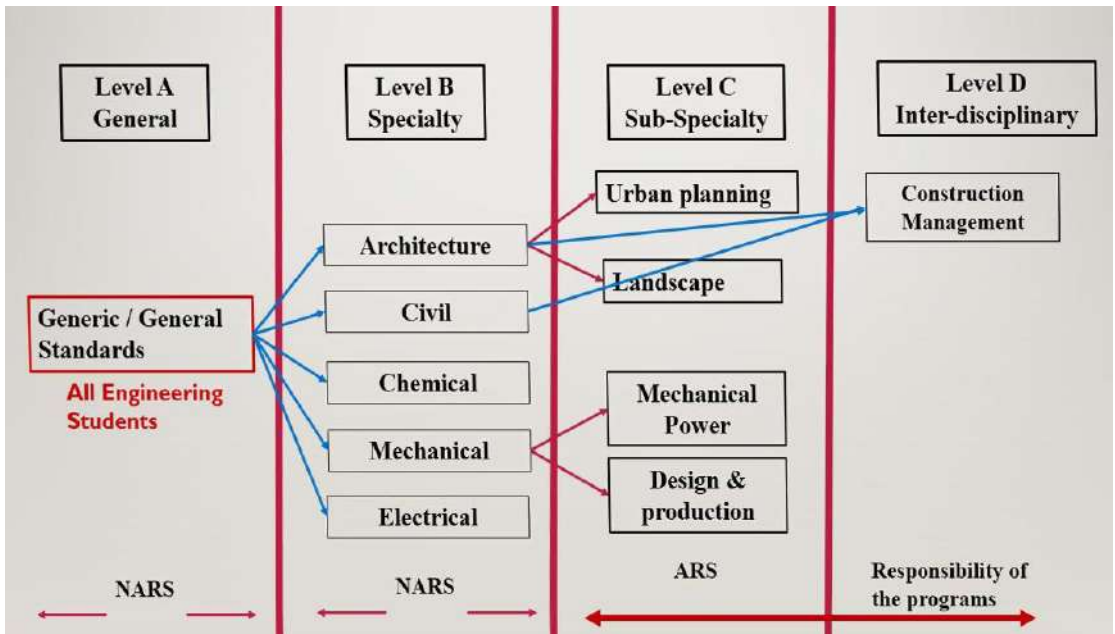 Level A
General
Level B
Specialty
Level C
Sub-Specialty
Level D
Inter-disciplinary
Urban planning
Construction
Management
Architecture
Landscape
Generic / General
Standards
Civil
All Engineering
Students
Chemical
Mechanical
Power
Mechanical
Design &
production
Electrical
NARS
NARS
ARS
Responsibility of
the programs